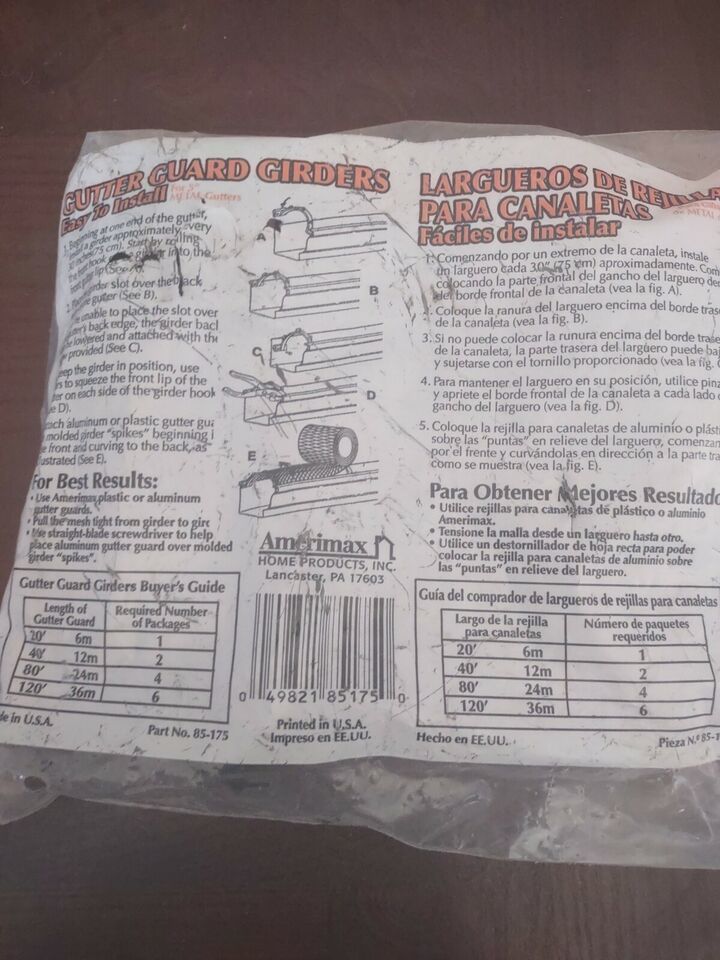 GUTTER GUARD GIRDERS
Easy To Install
For 5"
METAL Gutters
1. Beginning at one end of the gutter,
a girder approximately every
cm). Start by rolling
hook girder into the
lip (See
girder slot over the back
gutter (See B).
unable to place the slot over
back edge, the girder back
lowered and attached with the
provided (See C).
the girder in position, use
to squeeze the front lip of the
on each side of the girder hook
D).
aluminum or plastic gutter
molded girder "spikes" beginning
front and curving to the back, as
(See E).
For Best Results:
• Use Amerimax plastic or aluminum
gutter guards.
• Pull the mesh tight from girder to
• Use straight-blade screwdriver to help
place aluminum gutter guard over molded
girder "spikes".
Gutter Guard Girders Buyer's Guide
Length of
Gutter Guard
Required Number
of Packages
20' 6m 1
40' 12m 2
80' 24m 4
120' 36m 6
in U.S.A.
Part No. 85-175
A
B
C
D
E
Amerimax
HOME PRODUCTS, INC.
Lancaster, PA 17603
0 49821 85175 0
Printed in U.S.A.
Impreso en EE.UU.
LARGUEROS DE
PARA CANALETAS
Fáciles de instalar
1. Comenzando por un extremo de la canaleta, instale
un larguero cada 30" (75 cm) aproximadamente.
colocando la parte frontal del gancho del larguero
del borde frontal de la canaleta (vea la fig. A).
2. Coloque la ranura del larguero encima del borde
de la canaleta (vea la fig. B).
3. Si no puede colocar la runura encima del borde
de la canaleta, la parte trasera del larguero puede
y sujetarse con el tornillo proporcionado (vea la fig.
4. Para mantener el larguero en su posición, utilice
y apriete el borde frontal de la canaleta a cada lado
gancho del larguero (vea la fig. D).
5. Coloque la rejilla para canaletas de aluminio o
sobre las "puntas" en relieve del larguero,
por el frente y curvándolas en dirección a la parte
como se muestra (vea la fig. E).
Para Obtener Mejores
• Utilice rejillas para canaletas de plástico o aluminio
Amerimax.
• Tensione la malla desde un larguero hasta otro.
• Utilice un destornillador de hoja recta para poder
colocar la rejilla para canaletas de aluminio sobre
las "puntas" en relieve del larguero.
Guía del comprador de largueros de rejillas para canaletas
Largo de la rejilla
para canaletas
Número de paquetes
requeridos
20' 6m 1
40' 12m 2
80' 24m 4
120' 36m 6
Hecho en EE.UU.
Pieza N.º 85-